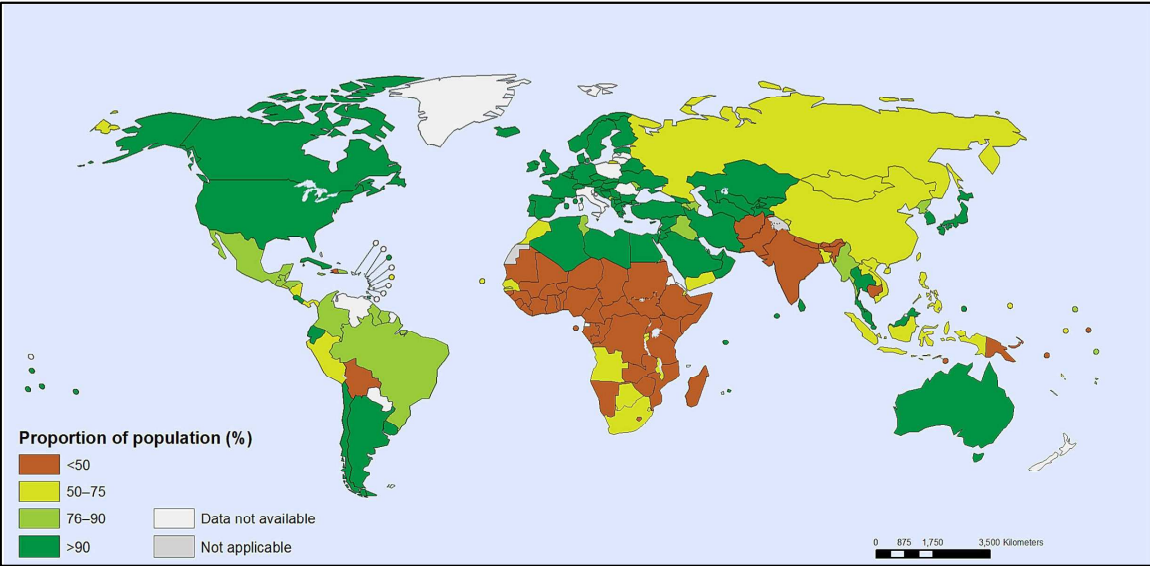 Proportion of population (%)
<50
50–75
76–90
>90
Data not available
Not applicable
0 875 1,750 3,500 Kilometers